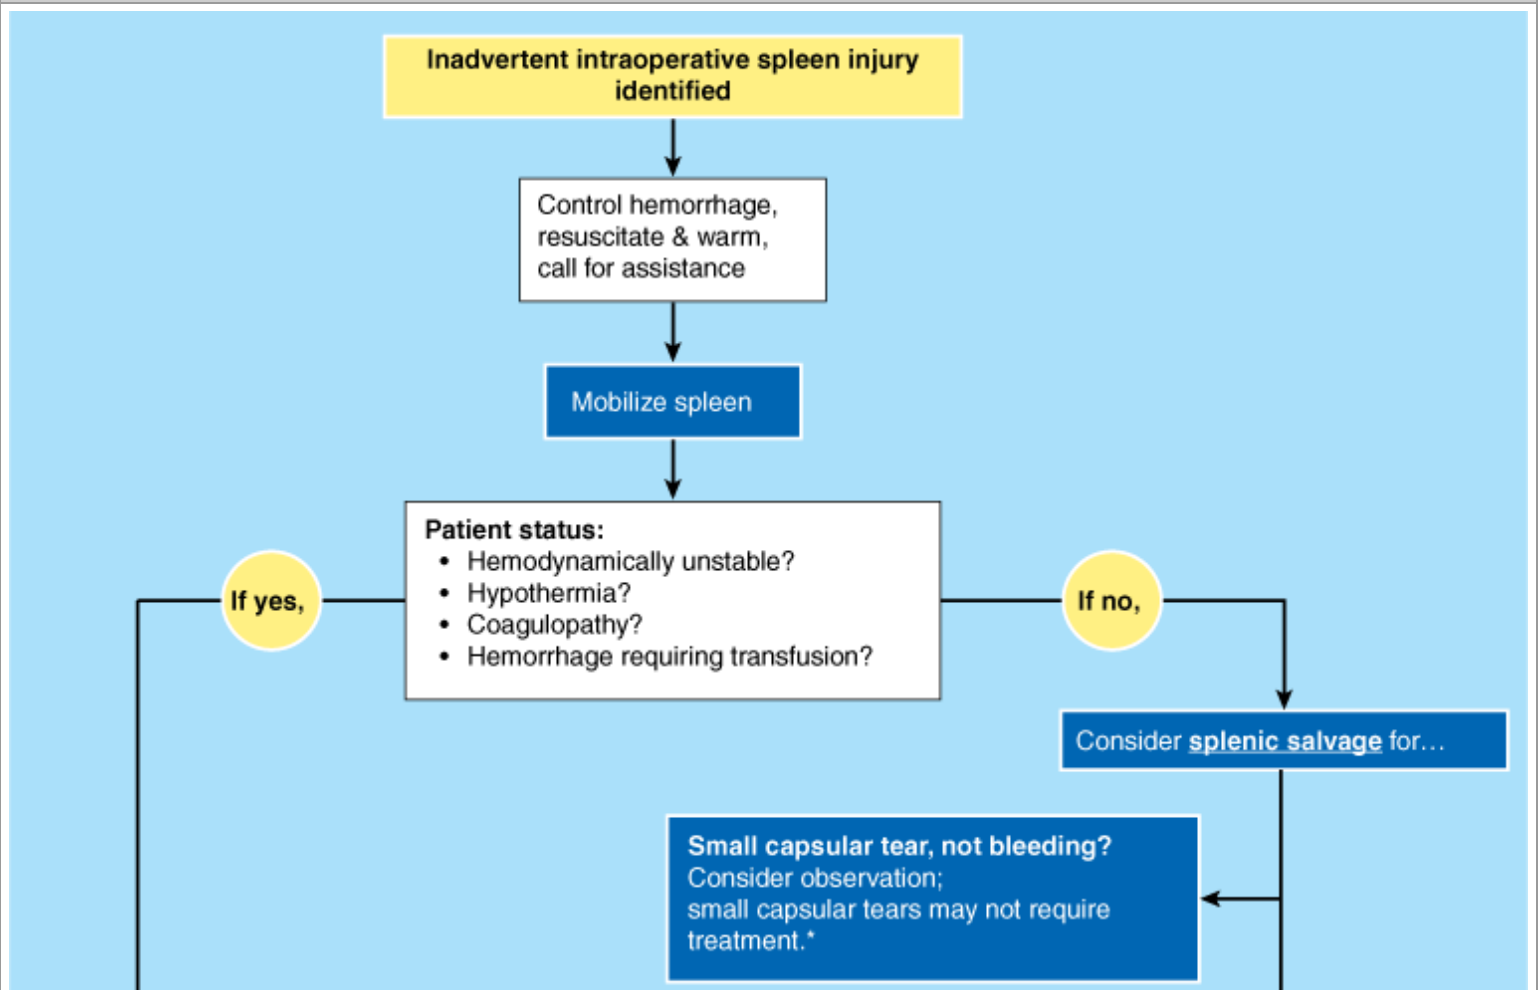 Inadvertent intraoperative spleen injury
identified
Control hemorrhage,
resuscitate & warm,
call for assistance
Mobilize spleen
Patient status:
• Hemodynamically unstable?
• Hypothermia?
• Coagulopathy?
• Hemorrhage requiring transfusion?
If yes,
If no,
Consider splenic salvage for…
Small capsular tear, not bleeding?
Consider observation;
small capsular tears may not require
treatment.*